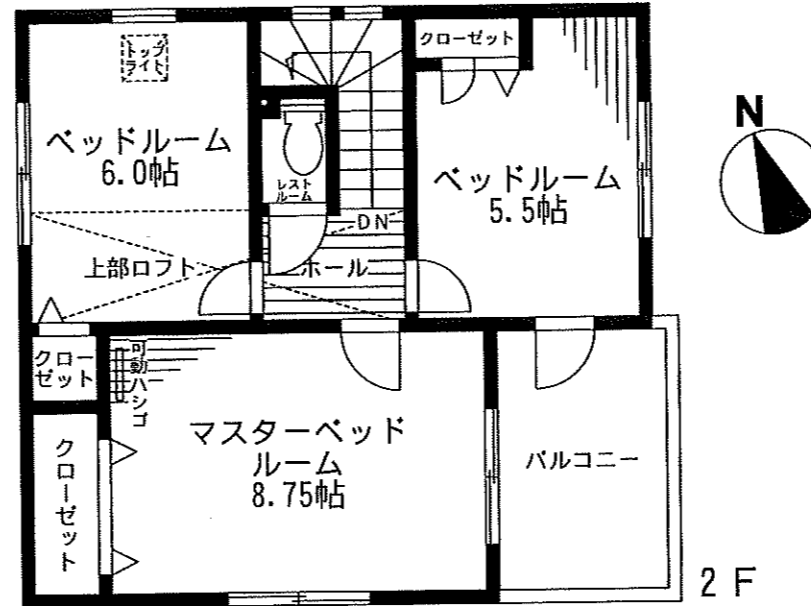 トップ
ライト
クローゼット
N
ベッドルーム
6.0帖
レスト
ルーム
ベッドルーム
5.5帖
DN
上部ロフト
ホール
クロー
ゼット
可動ハシゴ
マスターベッド
ルーム
8.75帖
クローゼット
バルコニー
2F